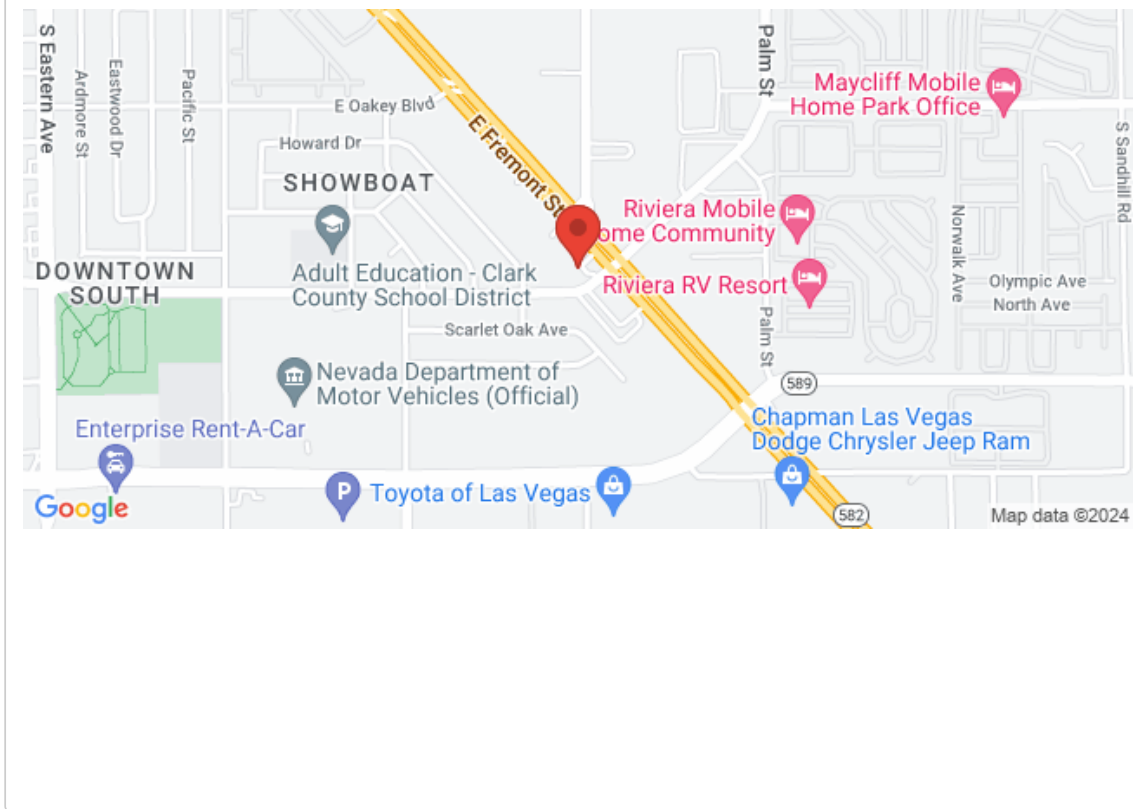 S Eastern Ave
Ardmore St
Eastwood Dr
Pacific St
E Oakey Blvd
Howard Dr
E Fremont St
Palm St
Maycliff Mobile
Home Park Office
S Sandhill Rd
SHOWBOAT
Riviera Mobile
ome Community
Norwalk Ave
DOWNTOWN
SOUTH
Adult Education - Clark
County School District
Riviera RV Resort
Olympic Ave
North Ave
Scarlet Oak Ave
Palm St
Nevada Department of
Motor Vehicles (Official)
589
Enterprise Rent-A-Car
Chapman Las Vegas
Dodge Chrysler Jeep Ram
P
Toyota of Las Vegas
Google
582
Map data ©2024